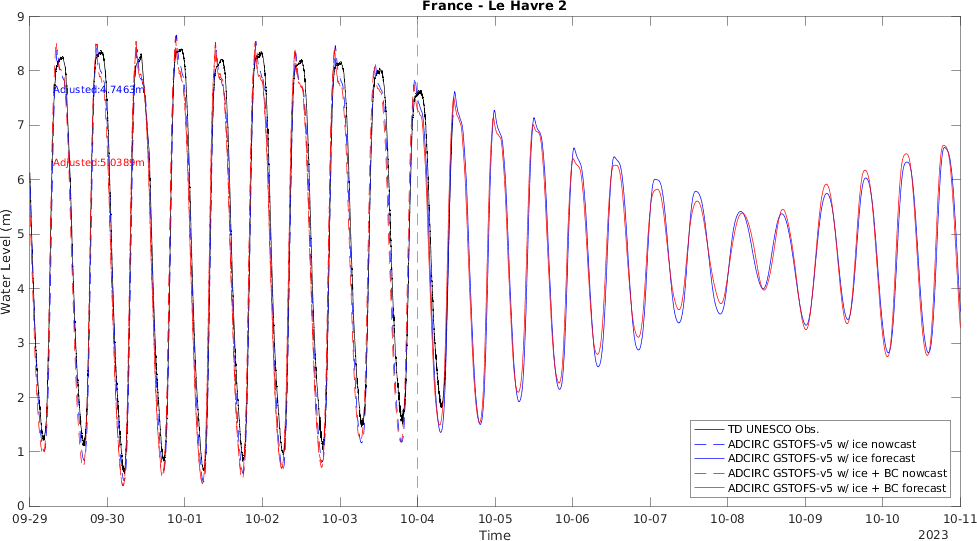 France - Le Havre 2
9
8
7
6
5
4
3
2
1
0
Water Level (m)
Adjusted:4.7463m
Adjusted:5.0389m
TD UNESCO Obs.
ADCIRC GSTOFS-v5 w/ ice nowcast
ADCIRC GSTOFS-v5 w/ ice forecast
ADCIRC GSTOFS-v5 w/ ice + BC nowcast
ADCIRC GSTOFS-v5 w/ ice + BC forecast
09-29 09-30 10-01 10-02 10-03 10-04 10-05 10-06 10-07 10-08 10-09 10-10 10-11
Time
2023